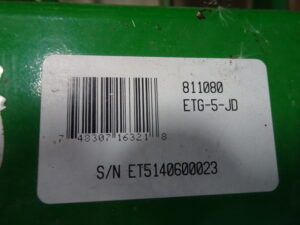 811080
ETG-5-JD
7 48307 16321 8
S/N ET5140600023